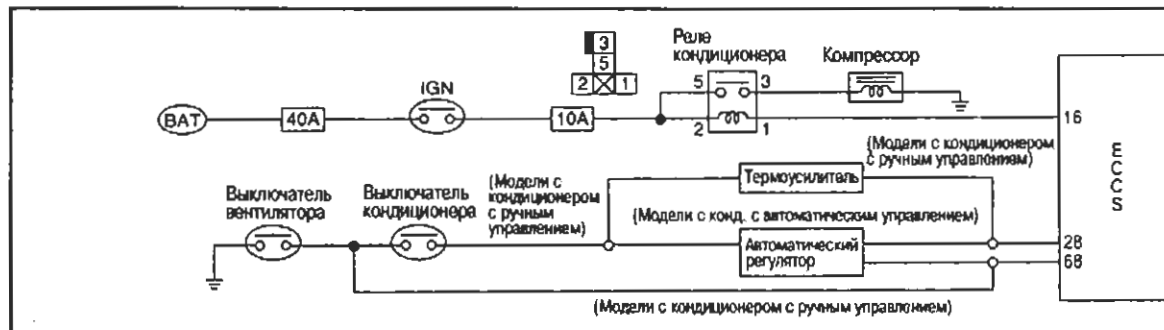 3
5
2 1
Реле
кондиционера
Компрессор
5 3
2 1
BAT
40A
IGN
10A
16
ECCS
(Модели с кондиционером
с ручным управлением)
Термоусилитель
Выключатель
вентилятора
Выключатель
кондиционера
(Модели с
кондиционером
с ручным
управлением)
(Модели с конд. с автоматическим управлением)
Автоматический
регулятор
28
68
(Модели с кондиционером с ручным управлением)